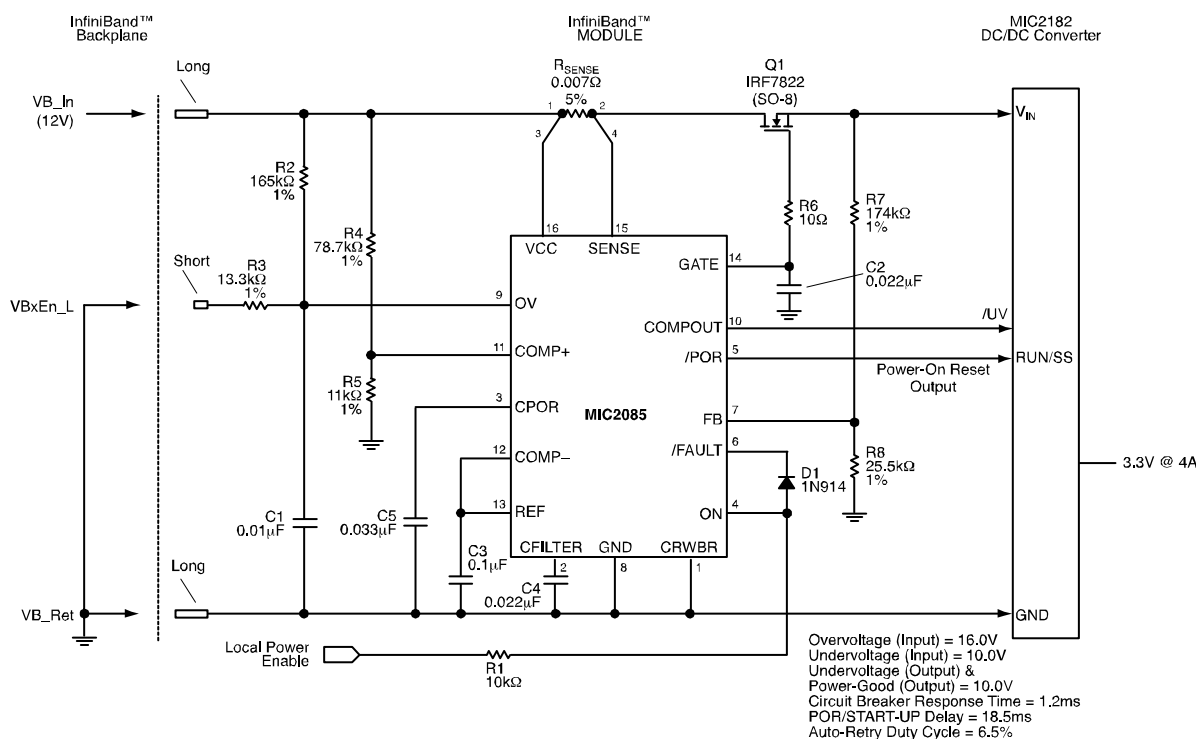 InfiniBand™
Backplane
InfiniBand™
MODULE
MIC2182
DC/DC Converter
Long
RSENSE
0.007Ω
5%
Q1
IRF7822
(SO-8)
VB_In
(12V)
1
2
3
4
VIN
R2
165kΩ
1%
R4
78.7kΩ
1%
R6
10Ω
R7
174kΩ
1%
16
VCC
15
SENSE
GATE
14
C2
0.022µF
Short
R3
13.3kΩ
1%
VBxEn_L
9
OV
COMPOUT
10
/UV
11
COMP+
/POR
5
RUN/SS
Power-On Reset
Output
R5
11kΩ
1%
3
CPOR
MIC2085
FB
7
12
COMP–
/FAULT
6
R8
25.5kΩ
1%
D1
1N914
3.3V @ 4A
13
REF
ON
4
C1
0.01µF
C5
0.033µF
C3
0.1µF
CFILTER
GND
CRWBR
2
8
1
C4
0.022µF
Long
VB_Ret
GND
Local Power
Enable
R1
10kΩ
Overvoltage (Input) = 16.0V
Undervoltage (Input) = 10.0V
Undervoltage (Output) &
Power-Good (Output) = 10.0V
Circuit Breaker Response Time = 1.2ms
POR/START-UP Delay = 18.5ms
Auto-Retry Duty Cycle = 6.5%